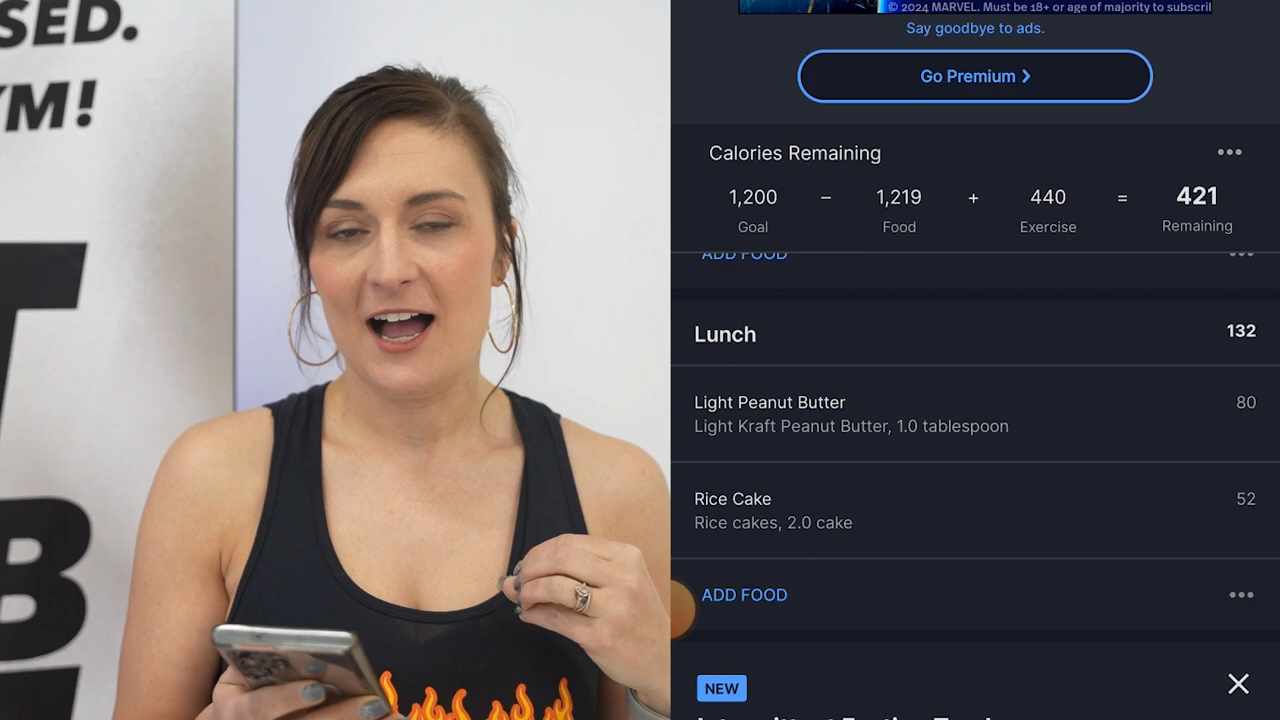 SED.
YM!
T
B
© 2024 MARVEL. Must be 18+ or age of majority to subscri
Say goodbye to ads.
Go Premium
Calories Remaining
1,200 – 1,219 + 440 = 421
Goal Food Exercise Remaining
ADD FOOD
Lunch 132
Light Peanut Butter 80
Light Kraft Peanut Butter, 1.0 tablespoon
Rice Cake 52
Rice cakes, 2.0 cake
ADD FOOD
NEW